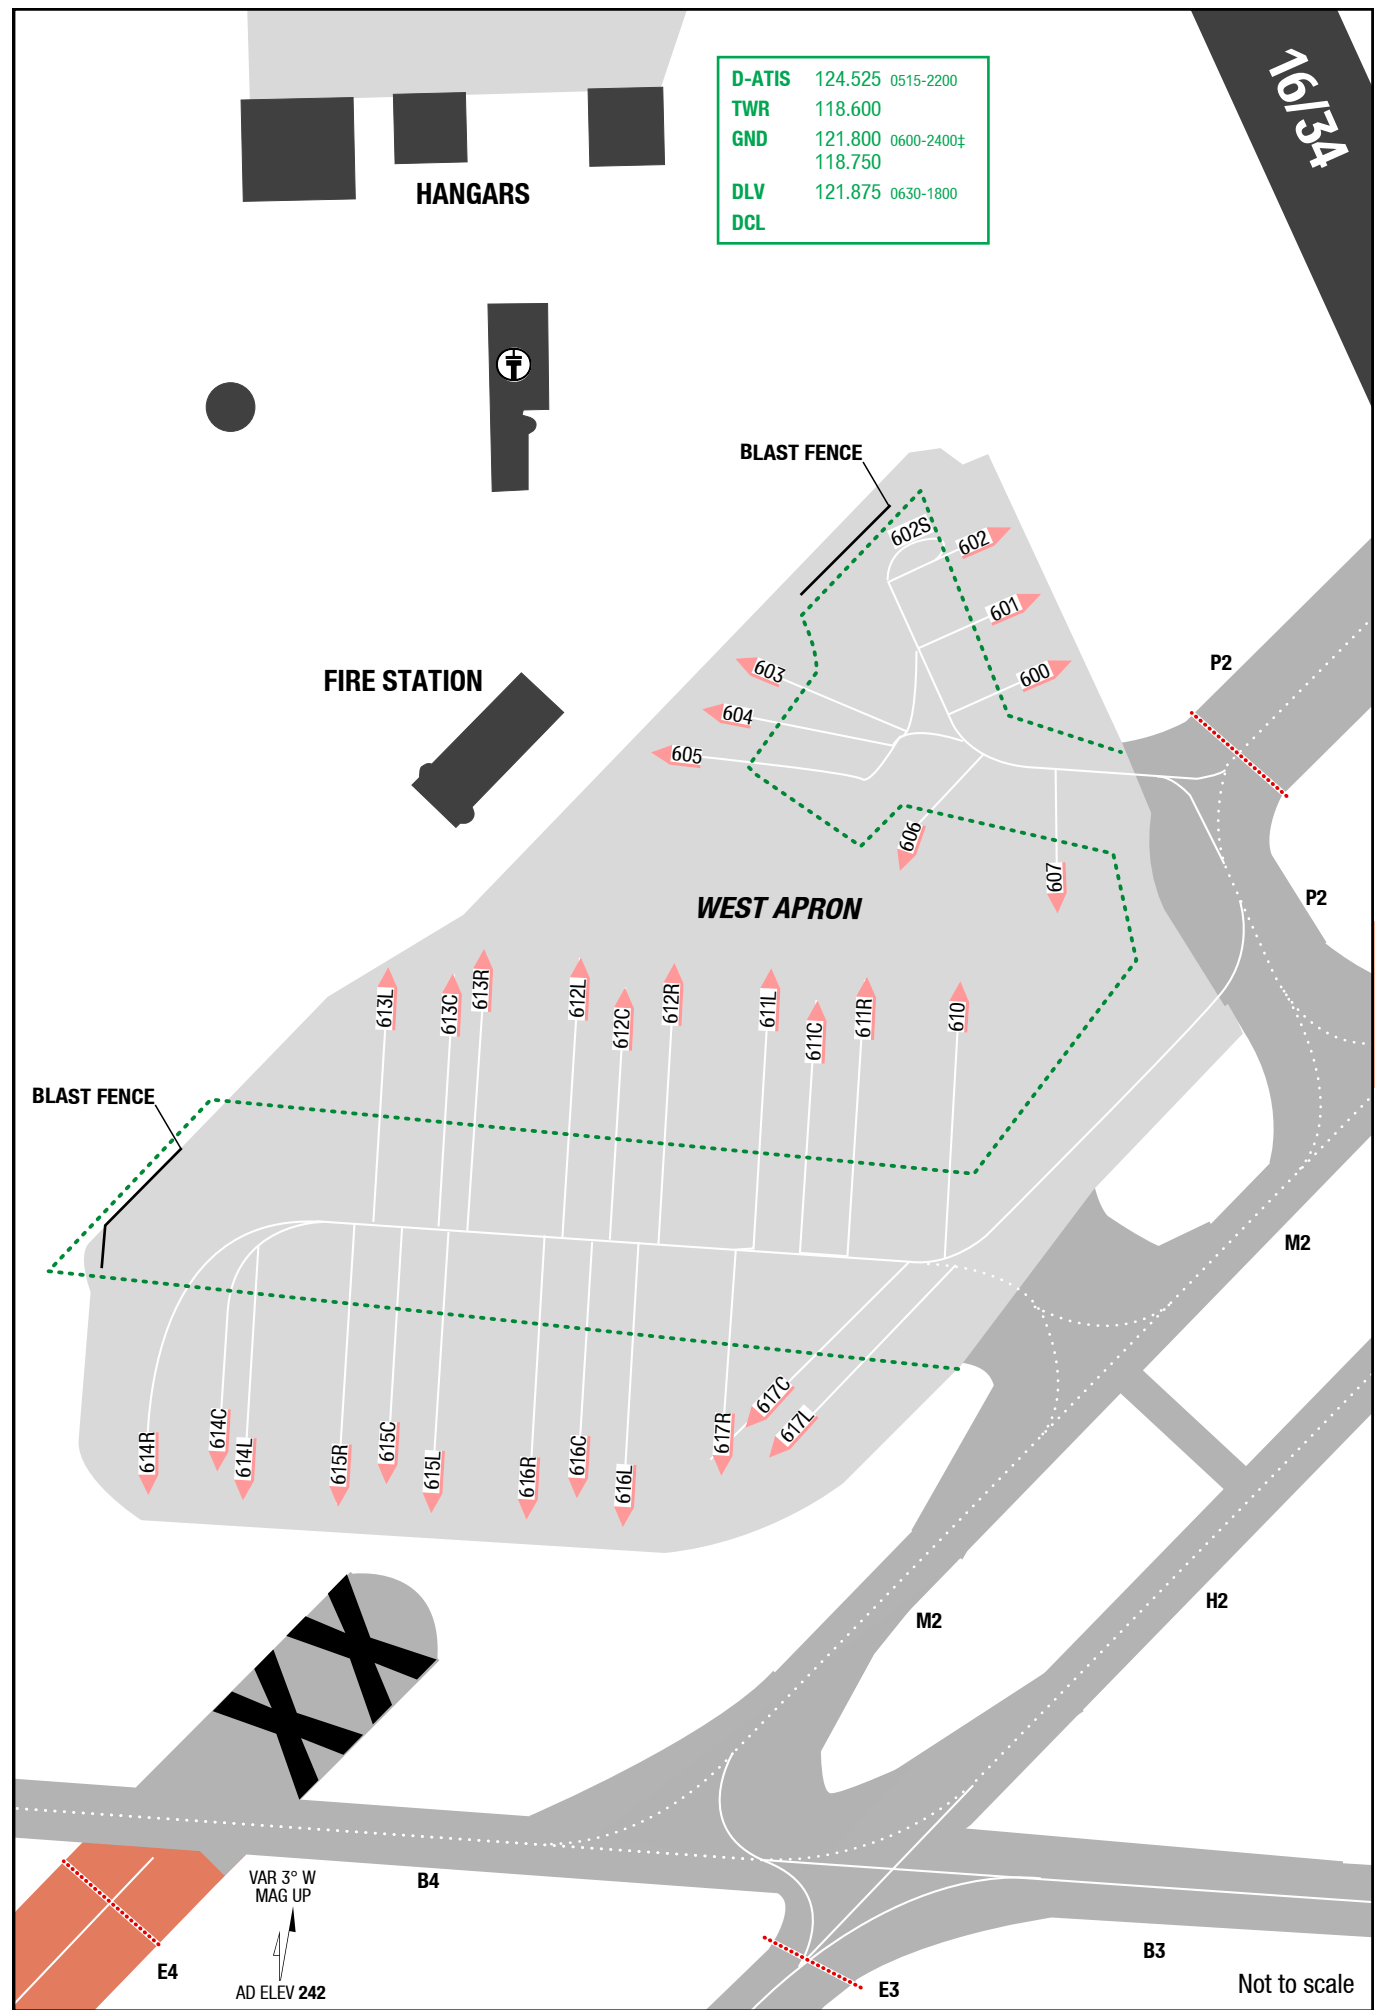 16/34
D-ATIS 124.525 0515-2200
TWR 118.600
GND 121.800 0600-2400‡
118.750
DLV 121.875 0630-1800
DCL
HANGARS
BLAST FENCE
602S
602
601
600
603
604
605
FIRE STATION
P2
606
607
P2
WEST APRON
613L
613C
613R
612L
612C
612R
611L
611C
611R
610
BLAST FENCE
M2
614R
614C
614L
615R
615C
615L
616R
616C
616L
617R
617C
617L
H2
M2
VAR 3° W
MAG UP
B4
B3
E4
AD ELEV 242
E3
Not to scale